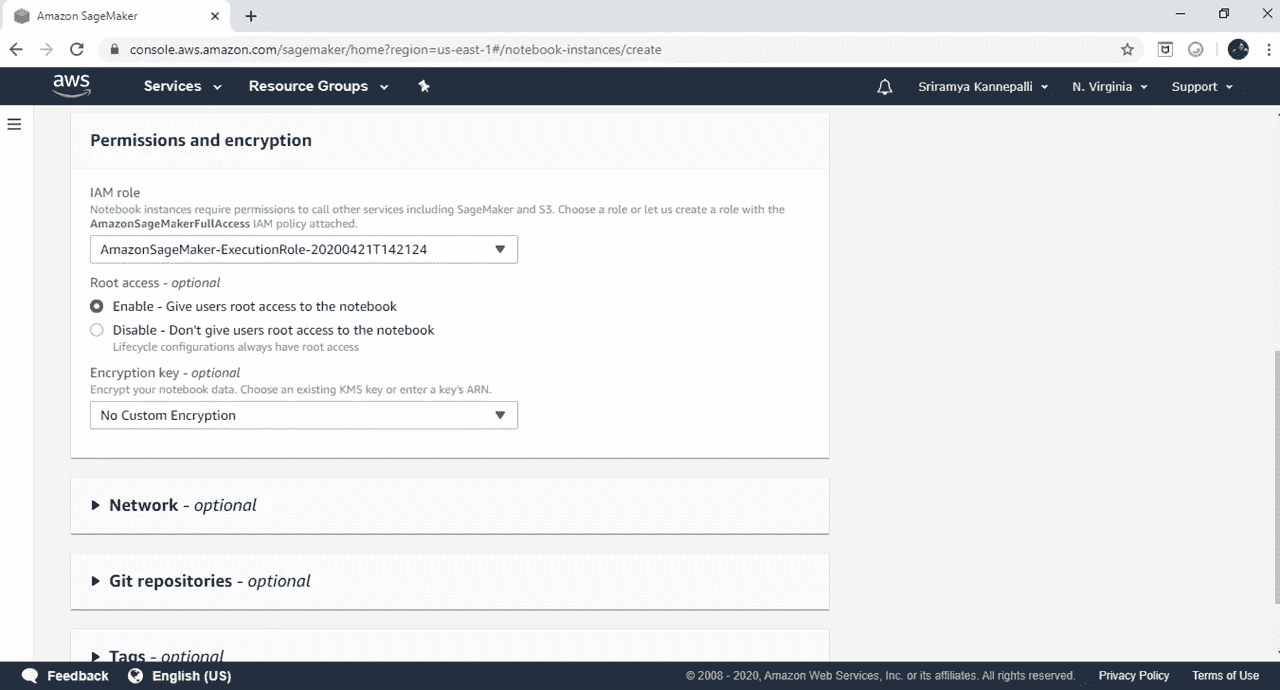 Amazon SageMaker
console.aws.amazon.com/sagemaker/home?region=us-east-1#/notebook-instances/create
aws
Services
Resource Groups
Sriramya Kannepalli
N. Virginia
Support
Permissions and encryption
IAM role
Notebook instances require permissions to call other services including SageMaker and S3. Choose a role or let us create a role with the
AmazonSageMakerFullAccess IAM policy attached.
AmazonSageMaker-ExecutionRole-20200421T142124
Root access - optional
Enable - Give users root access to the notebook
Disable - Don't give users root access to the notebook
Lifecycle configurations always have root access
Encryption key - optional
Encrypt your notebook data. Choose an existing KMS key or enter a key's ARN.
No Custom Encryption
Network - optional
Git repositories - optional
Tags - optional
Feedback
English (US)
© 2008 - 2020, Amazon Web Services, Inc. or its affiliates. All rights reserved.
Privacy Policy
Terms of Use